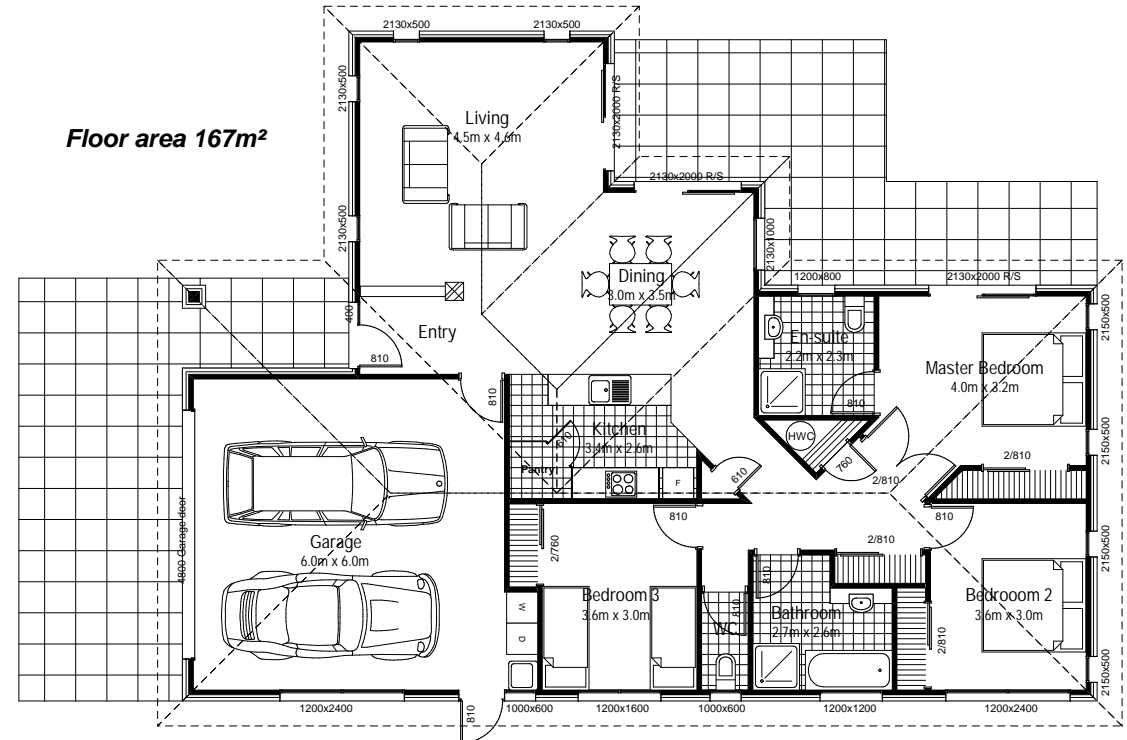 2130x500
2130x500
2130x500
2130x2000 R/S
Floor area 167m²
Living
4.5m x 4.6m
2130x2000 R/S
2130x500
2130x1000
Dining
3.0m x 3.5m
1200x800
2130x2000 R/S
400
Entry
2150x500
En-suite
2.2m x 2.3m
810
810
810
Master Bedroom
4.0m x 3.2m
Kitchen
3.4m x 2.6m
610
HWC
2150x500
Pantry
F
610
760
2/810
2/810
4800 Garage door
Garage
6.0m x 6.0m
810
810
2/760
2/810
2150x500
810
Bedroom 3
3.6m x 3.0m
W
D
810
WC
Bathroom
2.7m x 2.6m
Bedrooom 2
3.6m x 3.0m
2/810
2150x500
1200x2400
810
1000x600
1200x1600
1000x600
1200x1200
1200x2400